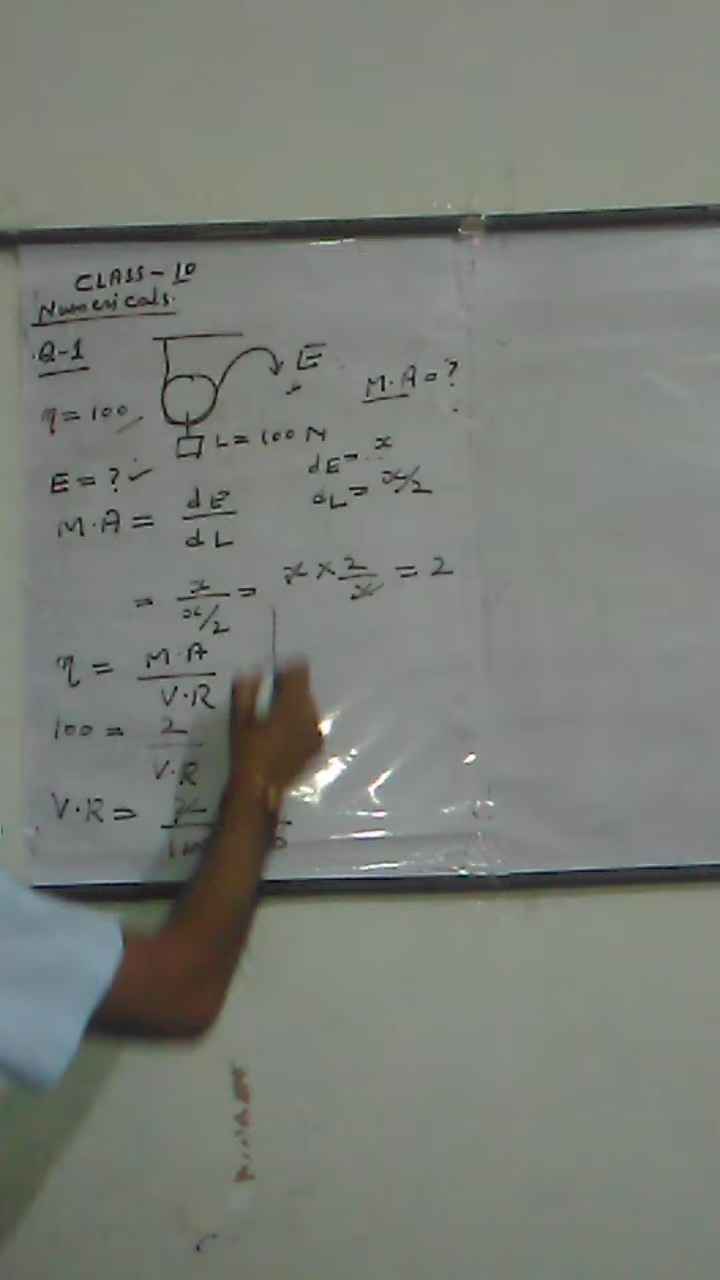 CLASS - 10
Numericals.
Q-1
E
M.A = ?
η = 100
L = 100 N
E = ?
dE = x
dL = x/2
M.A = dE/dL
= x/x/2 = x × 2/x = 2
η = M.A/V.R
100 = 2/V.R
V.R =